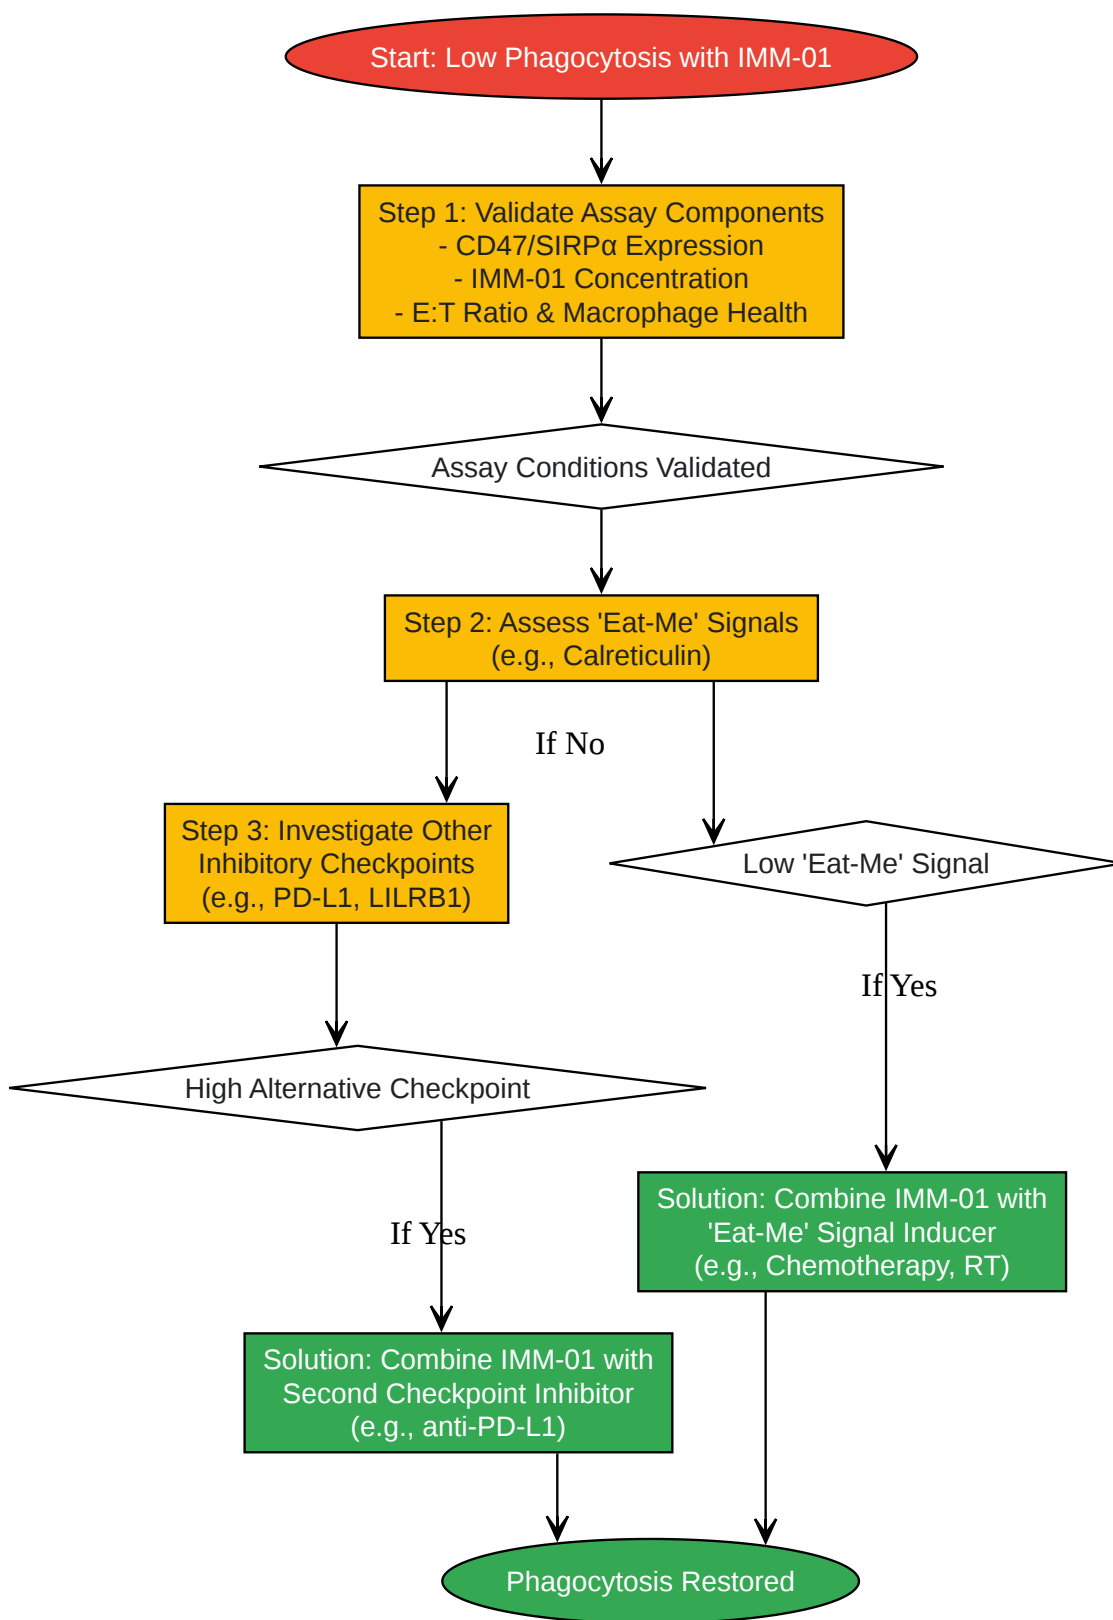 Start: Low Phagocytosis with IMM-01
Step 1: Validate Assay Components
- CD47/SIRPα Expression
- IMM-01 Concentration
- E:T Ratio & Macrophage Health
Assay Conditions Validated
Step 2: Assess 'Eat-Me' Signals
(e.g., Calreticulin)
If No
Step 3: Investigate Other
Inhibitory Checkpoints
(e.g., PD-L1, LILRB1)
Low 'Eat-Me' Signal
If Yes
High Alternative Checkpoint
If Yes
Solution: Combine IMM-01 with
'Eat-Me' Signal Inducer
(e.g., Chemotherapy, RT)
Solution: Combine IMM-01 with
Second Checkpoint Inhibitor
(e.g., anti-PD-L1)
Phagocytosis Restored